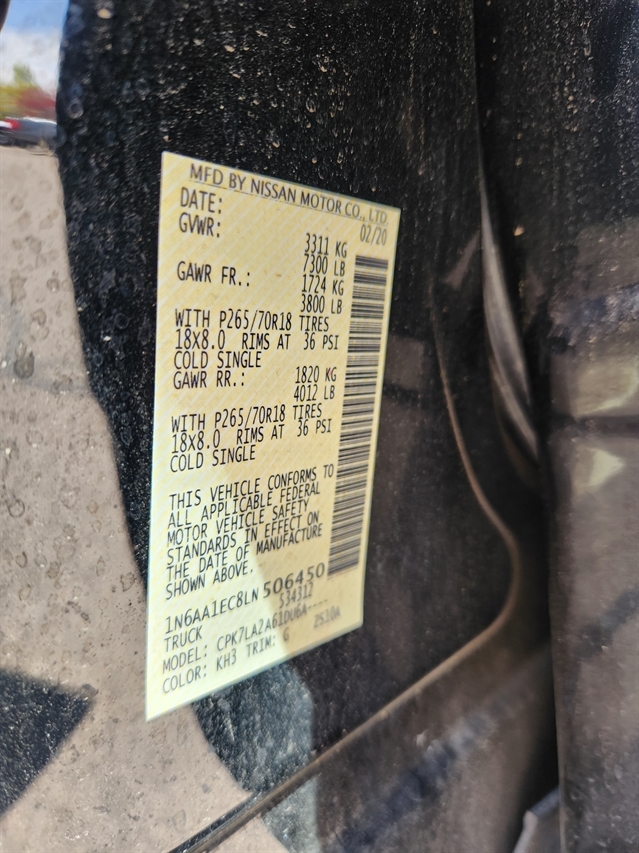 MFD BY NISSAN MOTOR CO., LTD.
DATE: 02/20
GVWR: 3311 KG
7300 LB
GAWR FR.: 1724 KG
3800 LB
WITH P265/70R18 TIRES
18X8.0 RIMS AT 36 PSI
COLD SINGLE
GAWR RR.: 1820 KG
4012 LB
WITH P265/70R18 TIRES
18X8.0 RIMS AT 36 PSI
COLD SINGLE
THIS VEHICLE CONFORMS TO
ALL APPLICABLE FEDERAL
MOTOR VEHICLE SAFETY
STANDARDS IN EFFECT ON
THE DATE OF MANUFACTURE
SHOWN ABOVE.
1N6AA1EC8LN506450
TRUCK 534312
MODEL: CPK7LA2A61DU6A----
COLOR: KH3 TRIM: G ZS10A